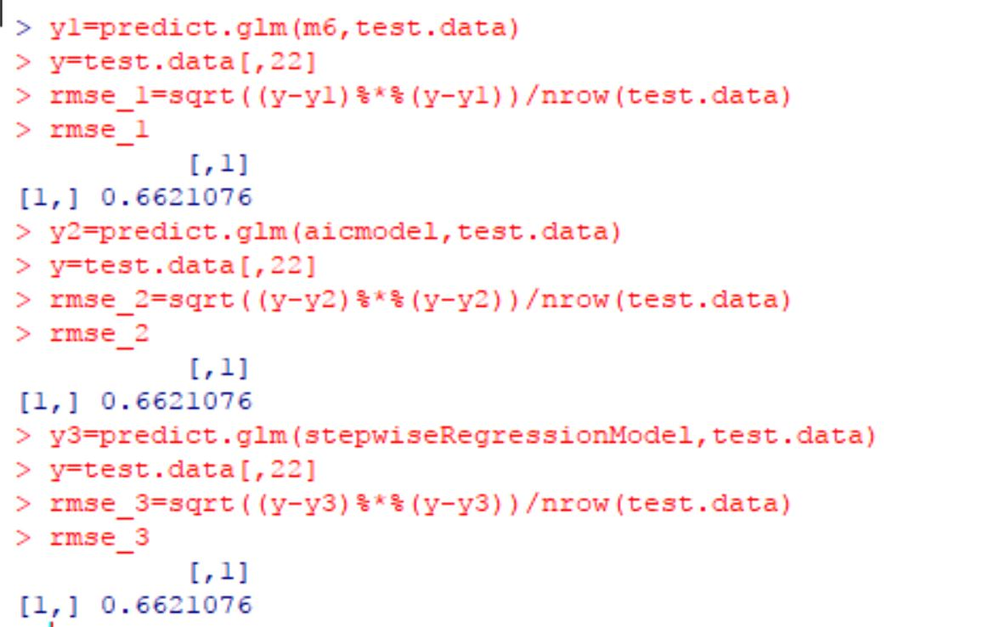 > y1=predict.glm(m6,test.data)
> y=test.data[,22]
> rmse_1=sqrt((y-y1)%*%(y-y1))/nrow(test.data)
> rmse_1
          [,1]
[1,] 0.6621076
> y2=predict.glm(aicmodel,test.data)
> y=test.data[,22]
> rmse_2=sqrt((y-y2)%*%(y-y2))/nrow(test.data)
> rmse_2
          [,1]
[1,] 0.6621076
> y3=predict.glm(stepwiseRegressionModel,test.data)
> y=test.data[,22]
> rmse_3=sqrt((y-y3)%*%(y-y3))/nrow(test.data)
> rmse_3
          [,1]
[1,] 0.6621076